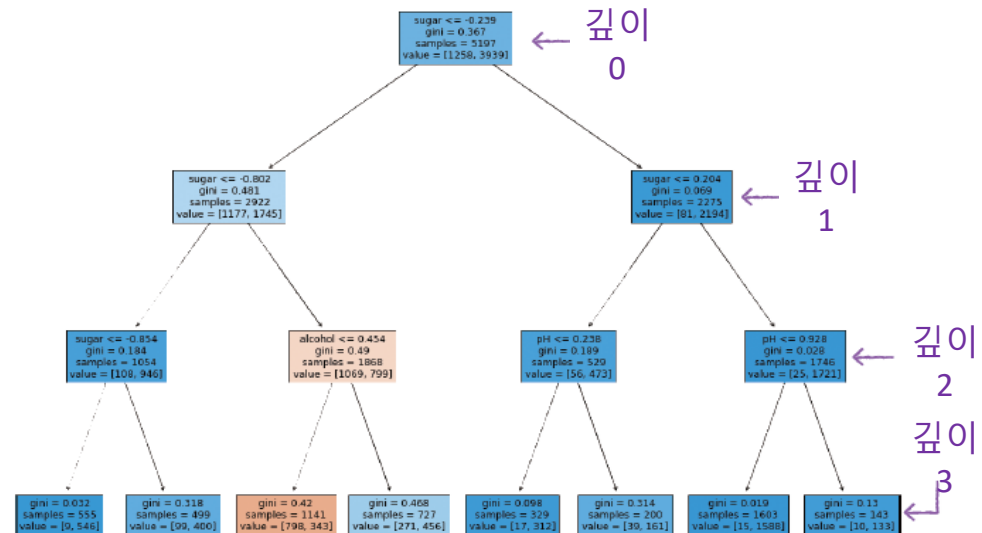 sugar <= -0.239
gini = 0.367
samples = 5197
value = [1258, 3939]
깊이
0
sugar <= -0.802
gini = 0.481
samples = 2922
value = [1177, 1745]
sugar <= 0.204
gini = 0.069
samples = 2275
value = [81, 2194]
깊이
1
sugar <= -0.854
gini = 0.184
samples = 1054
value = [108, 946]
alcohol <= 0.454
gini = 0.49
samples = 1868
value = [1069, 799]
pH <= 0.238
gini = 0.189
samples = 529
value = [56, 473]
pH <= 0.928
gini = 0.028
samples = 1746
value = [25, 1721]
깊이
2
깊이
3
gini = 0.032
samples = 555
value = [9, 546]
gini = 0.318
samples = 499
value = [99, 400]
gini = 0.42
samples = 1141
value = [798, 343]
gini = 0.468
samples = 727
value = [271, 456]
gini = 0.098
samples = 329
value = [17, 312]
gini = 0.314
samples = 200
value = [39, 161]
gini = 0.019
samples = 1603
value = [15, 1588]
gini = 0.13
samples = 143
value = [10, 133]